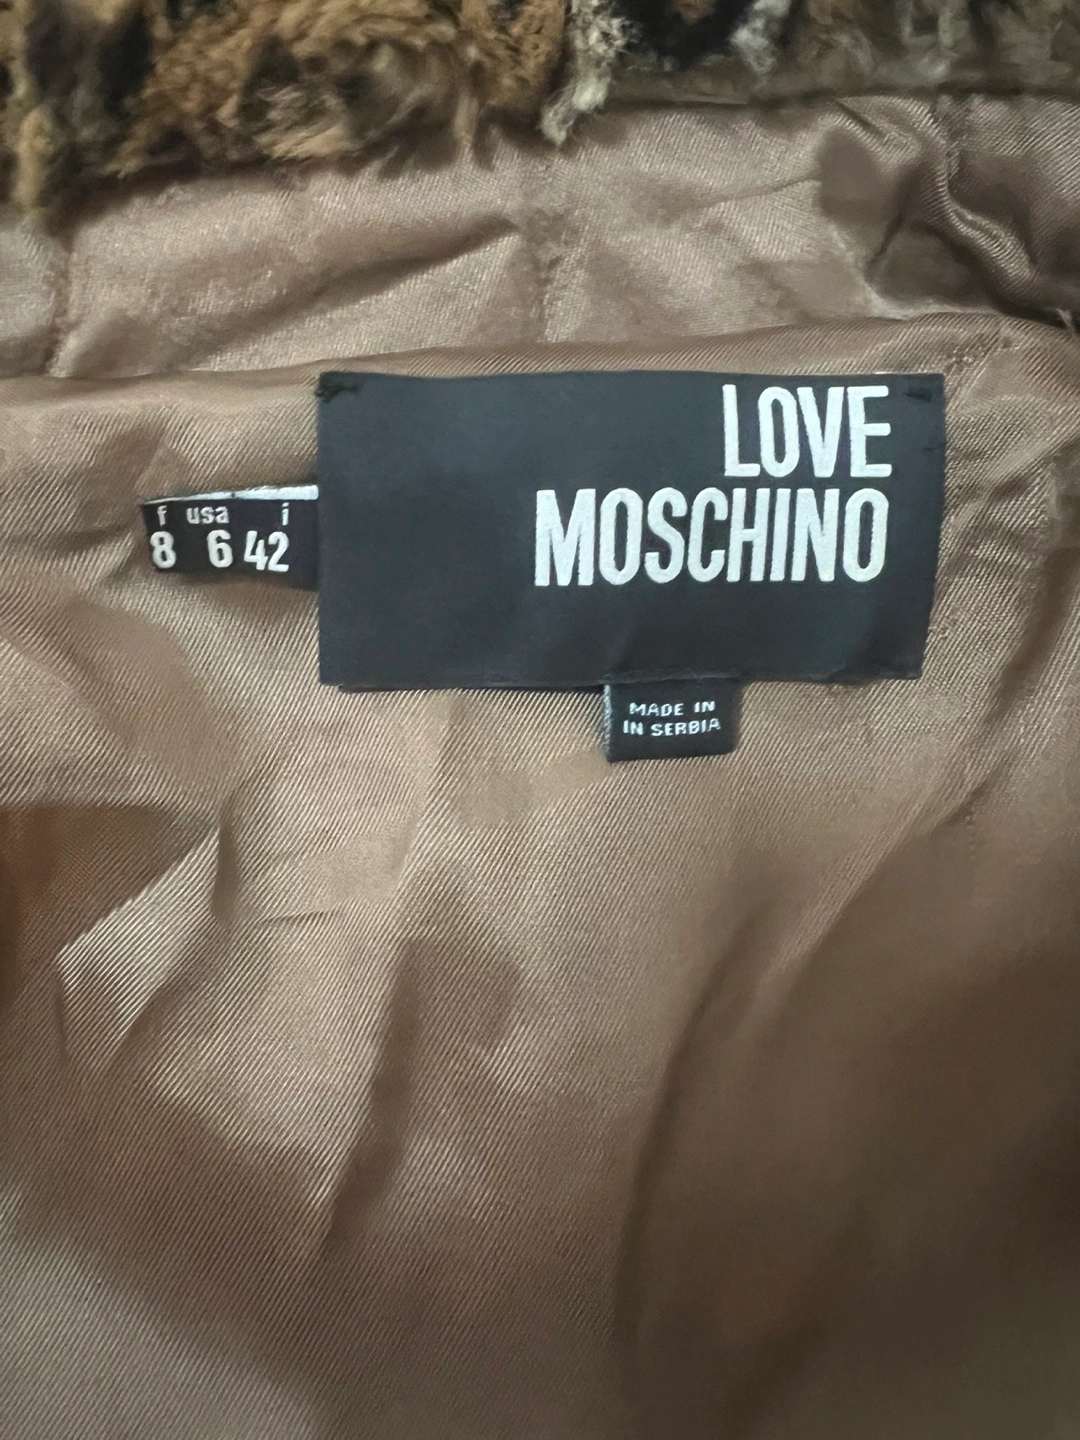 LOVE
MOSCHINO
f usa i
8 6 42
MADE IN
IN SERBIA